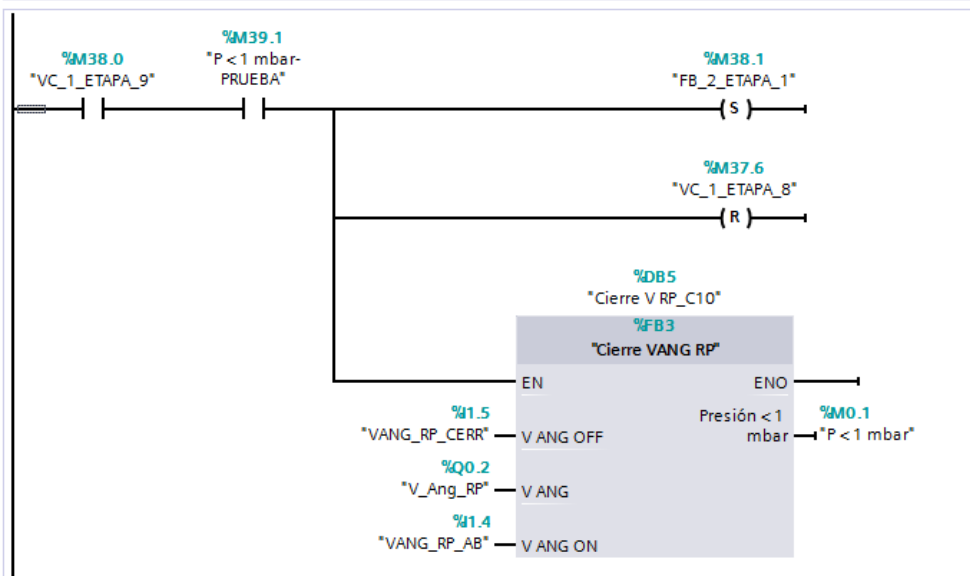 %M38.0
"VC_1_ETAPA_9"
%M39.1
"P < 1 mbar-
PRUEBA"
%M38.1
"FB_2_ETAPA_1"
S
%M37.6
"VC_1_ETAPA_8"
R
%DB5
"Cierre V RP_C10"
%FB3
"Cierre VANG RP"
EN
ENO
%I1.5
"VANG_RP_CERR"
V ANG OFF
Presión < 1
mbar
%M0.1
"P < 1 mbar"
%Q0.2
"V_Ang_RP"
V ANG
%I1.4
"VANG_RP_AB"
V ANG ON